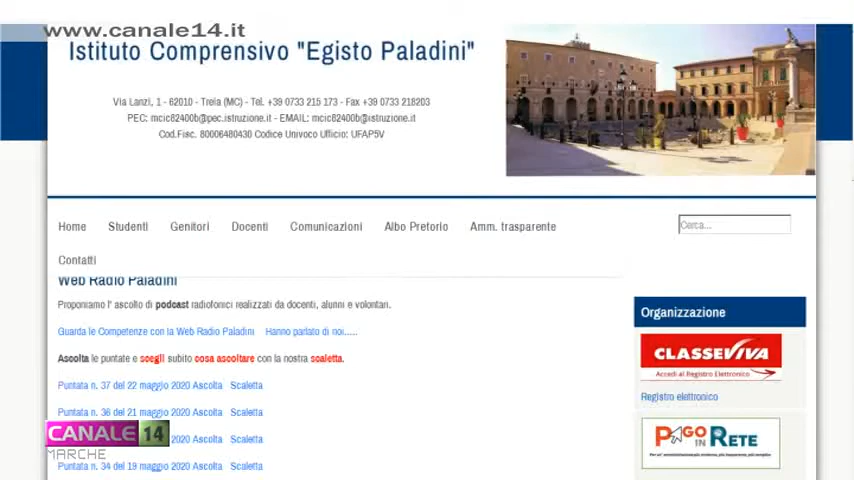 www.canale14.it
Istituto Comprensivo "Egisto Paladini"
Via Lanzi, 1 - 62010 - Treia (MC) - Tel. +39 0733 215 173 - Fax +39 0733 218203
PEC: mcic82400b@pec.istruzione.it - EMAIL: mcic82400b@istruzione.it
Cod.Fisc. 80006480430 Codice Univoco Ufficio: UFAP5V
Home Studenti Genitori Docenti Comunicazioni Albo Pretorio Amm. trasparente
Cerca...
Contatti
Web Radio Paladini
Proponiamo l' ascolto di podcast radiofonici realizzati da docenti, alunni e volontari.
Guarda le Competenze con la Web Radio Paladini Hanno parlato di noi.....
Ascolta le puntate e scegli subito cosa ascoltare con la nostra scaletta.
Puntata n. 37 del 22 maggio 2020 Ascolta Scaletta
Puntata n. 36 del 21 maggio 2020 Ascolta Scaletta
2020 Ascolta Scaletta
Puntata n. 34 del 19 maggio 2020 Ascolta Scaletta
CANALE 14
MARCHE
Organizzazione
CLASSEVIVA
Accedi al Registro Elettronico
Registro elettronico
PAGO IN RETE